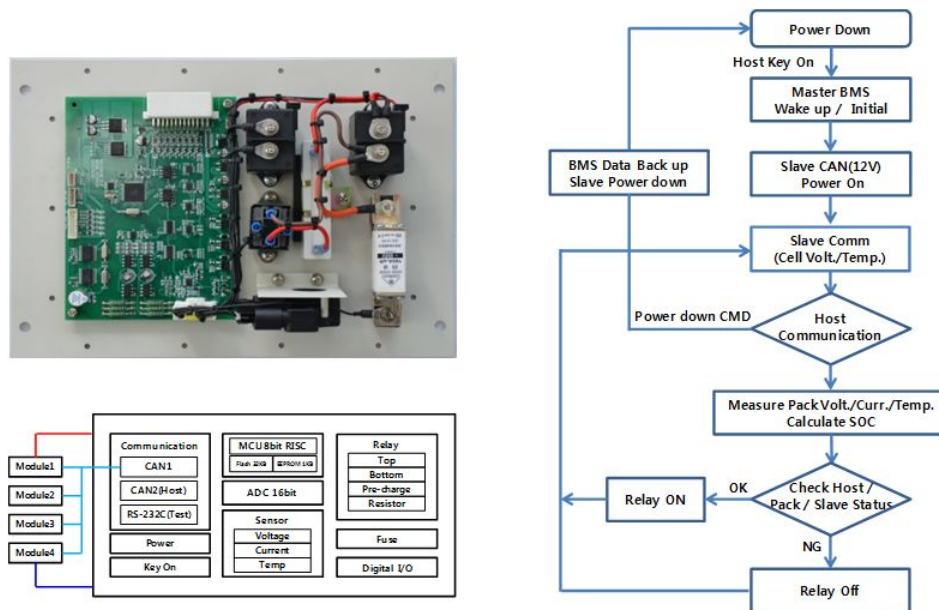 Power Down
Host Key On
Master BMS
Wake up / Initial
BMS Data Back up
Slave Power down
Slave CAN(12V)
Power On
Slave Comm
(Cell Volt./Temp.)
Power down CMD
Host
Communication
Measure Pack Volt./Curr./Temp.
Calculate SOC
Check Host /
Pack / Slave Status
OK
Relay ON
NG
Relay Off
Module1
Module2
Module3
Module4
Communication
CAN1
CAN2(Host)
RS-232C(Test)
Power
Key On
MCU8bit RISC
Flash 32KB
EEPROM 1KB
ADC 16bit
Sensor
Voltage
Current
Temp
Relay
Top
Bottom
Pre-charge
Resistor
Fuse
Digital I/O